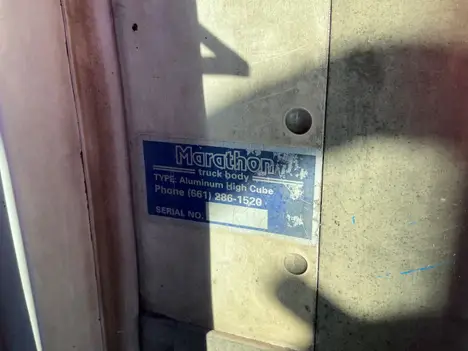 Marathon
truck body
TYPE: Aluminum High Cube
Phone (661) 286-1520
SERIAL NO.